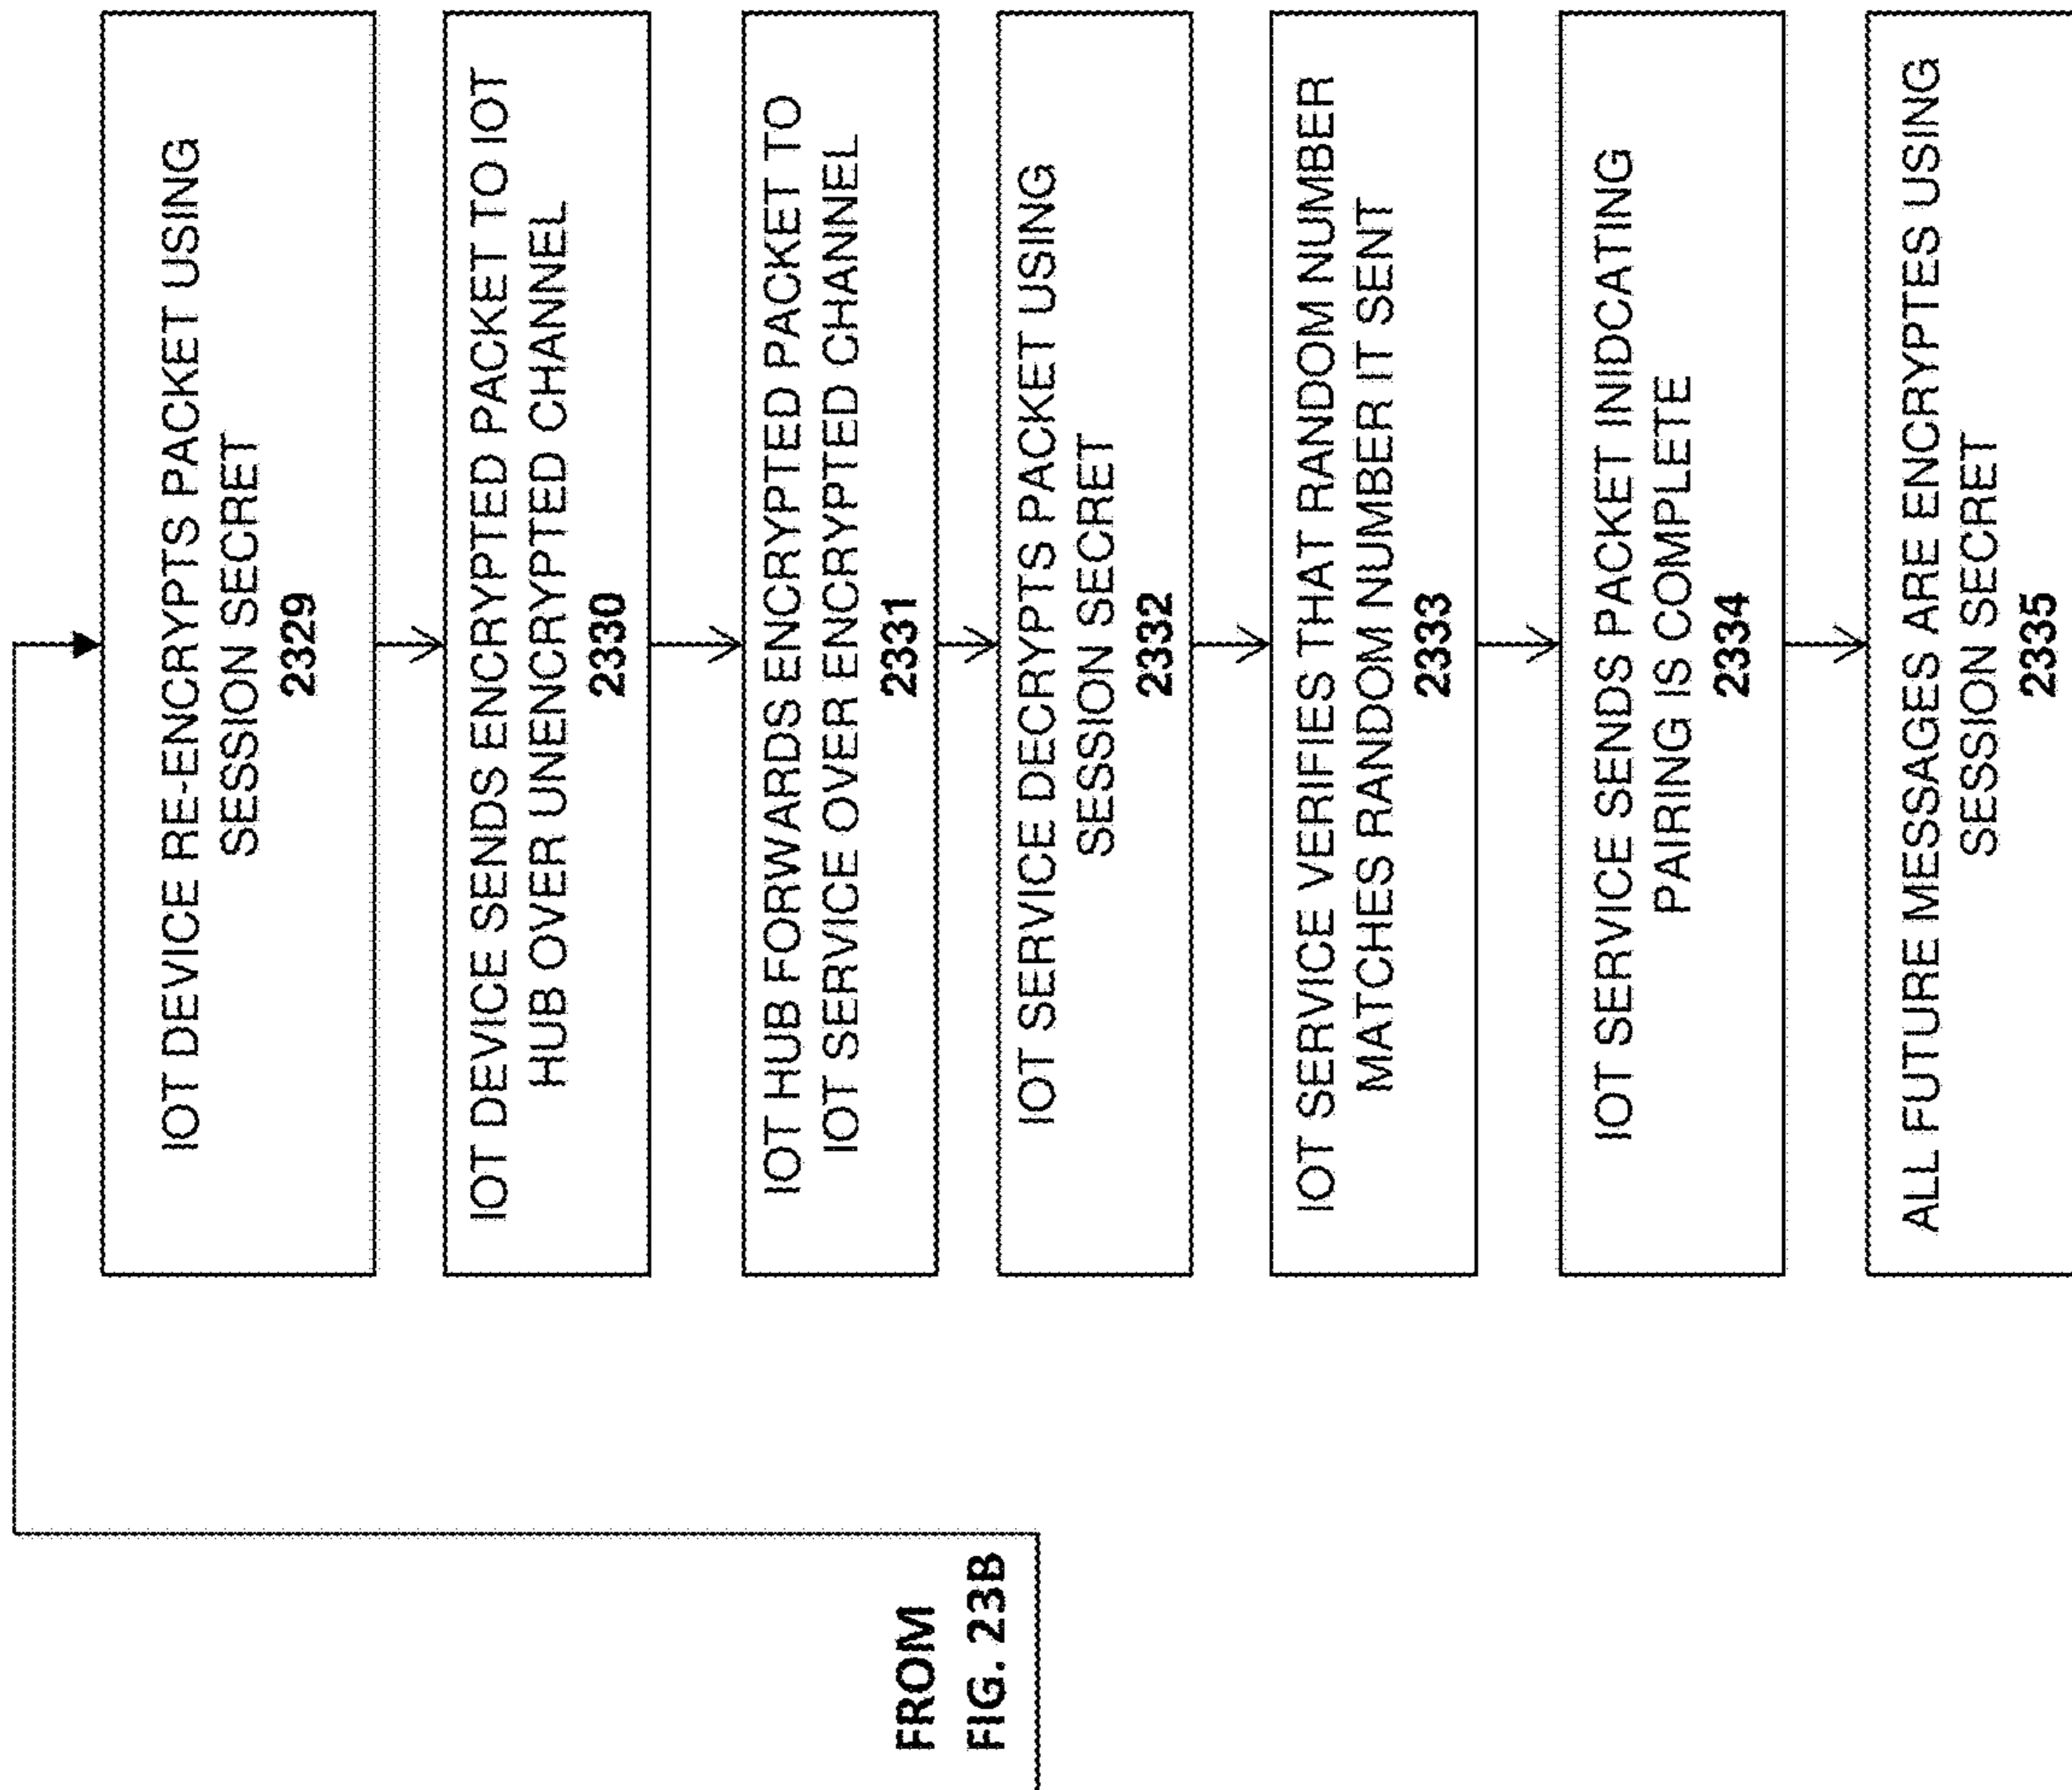 FROM
FIG. 23B
IOT DEVICE RE-ENCRYPTS PACKET USING
SESSION SECRET
2329
IOT DEVICE SENDS ENCRYPTED PACKET TO IOT
HUB OVER UNENCRYPTED CHANNEL
2330
IOT HUB FORWARDS ENCRYPTED PACKET TO
IOT SERVICE OVER ENCRYPTED CHANNEL
2331
IOT SERVICE DECRYPTS PACKET USING
SESSION SECRET
2332
IOT SERVICE VERIFIES THAT RANDOM NUMBER
MATCHES RANDOM NUMBER IT SENT
2333
IOT SERVICE SENDS PACKET INIDCATING
PAIRING IS COMPLETE
2334
ALL FUTURE MESSAGES ARE ENCRYPTES USING
SESSION SECRET
2335